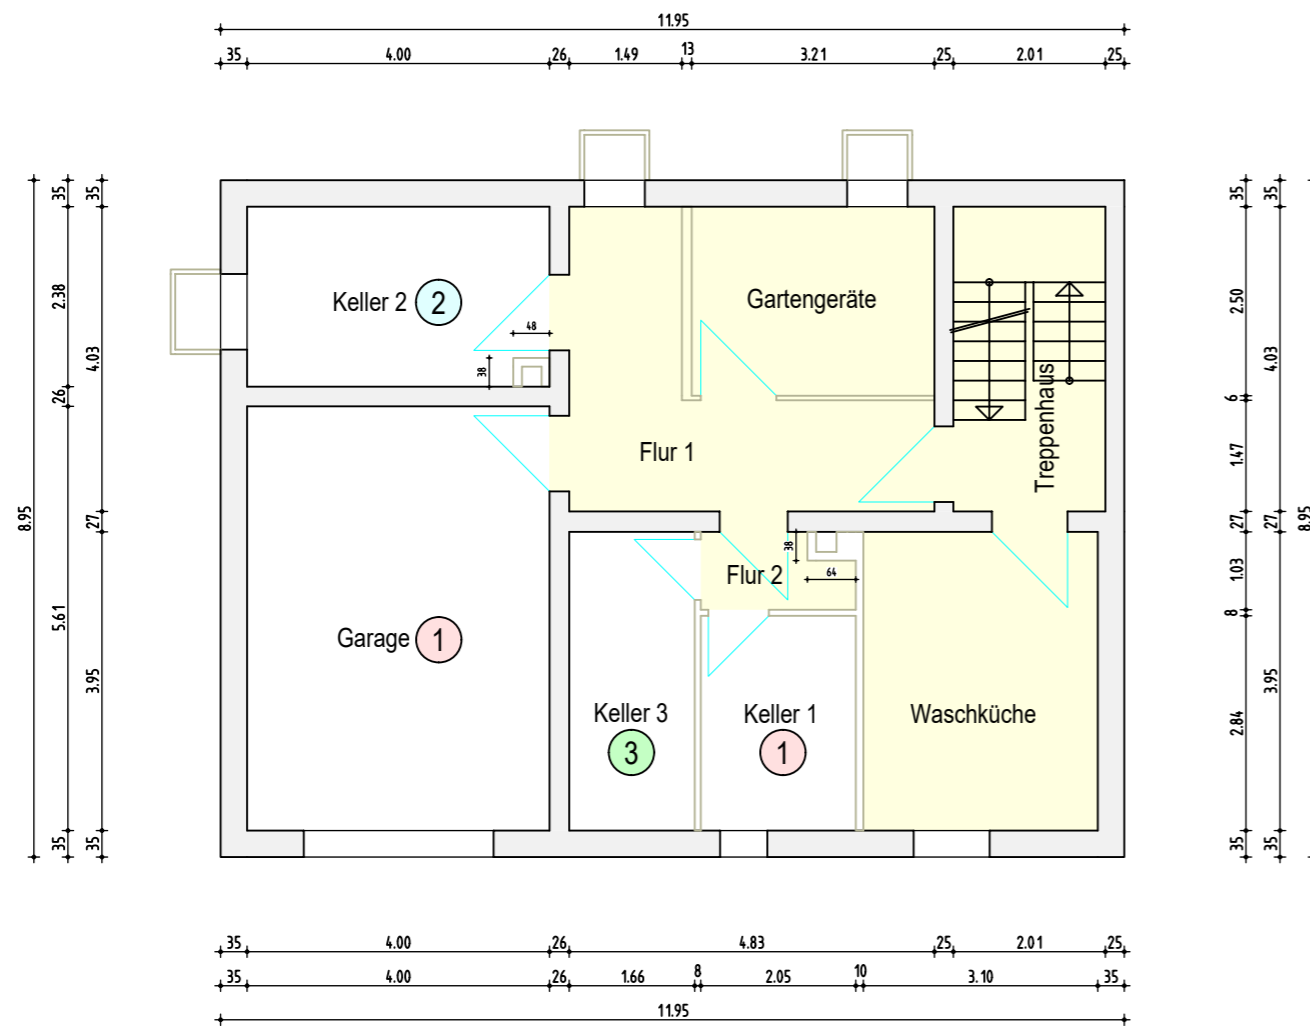 11.95
35 4.00 26 1.49 13 3.21 25 2.01 25
35 35 35 35
2.38 2.50
4.03 4.03
Keller 2 2
Gartengeräte
48
38
26 6
Treppenhaus
Flur 1
1.47
8.95 27 27 27 8.95
38
Flur 2
64
1.03
5.61
8
Garage 1
3.95 3.95
Keller 3 Keller 1 Waschküche
2.84
3 1
35 35 35 35
35 4.00 26 4.83 25 2.01 25
35 4.00 26 1.66 8 2.05 10 3.10 35
11.95